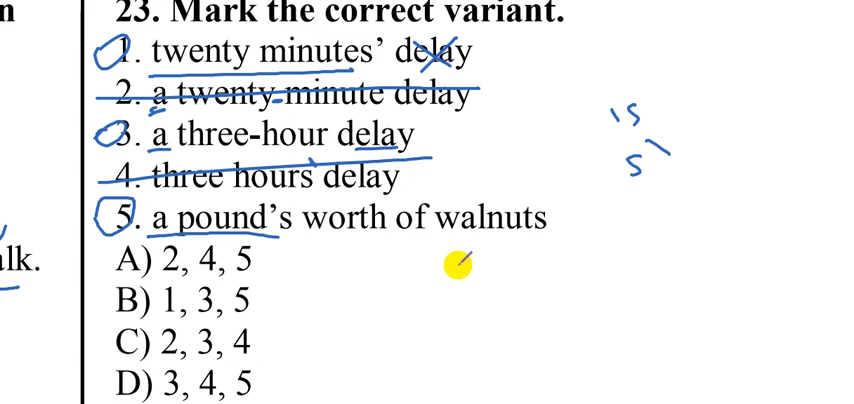 n
23. Mark the correct variant.
1. twenty minutes’ delay
2. a twenty-minute delay
3. a three-hour delay
4. three hours delay
5. a pound’s worth of walnuts
A) 2, 4, 5
B) 1, 3, 5
C) 2, 3, 4
D) 3, 4, 5
alk.
's
s'